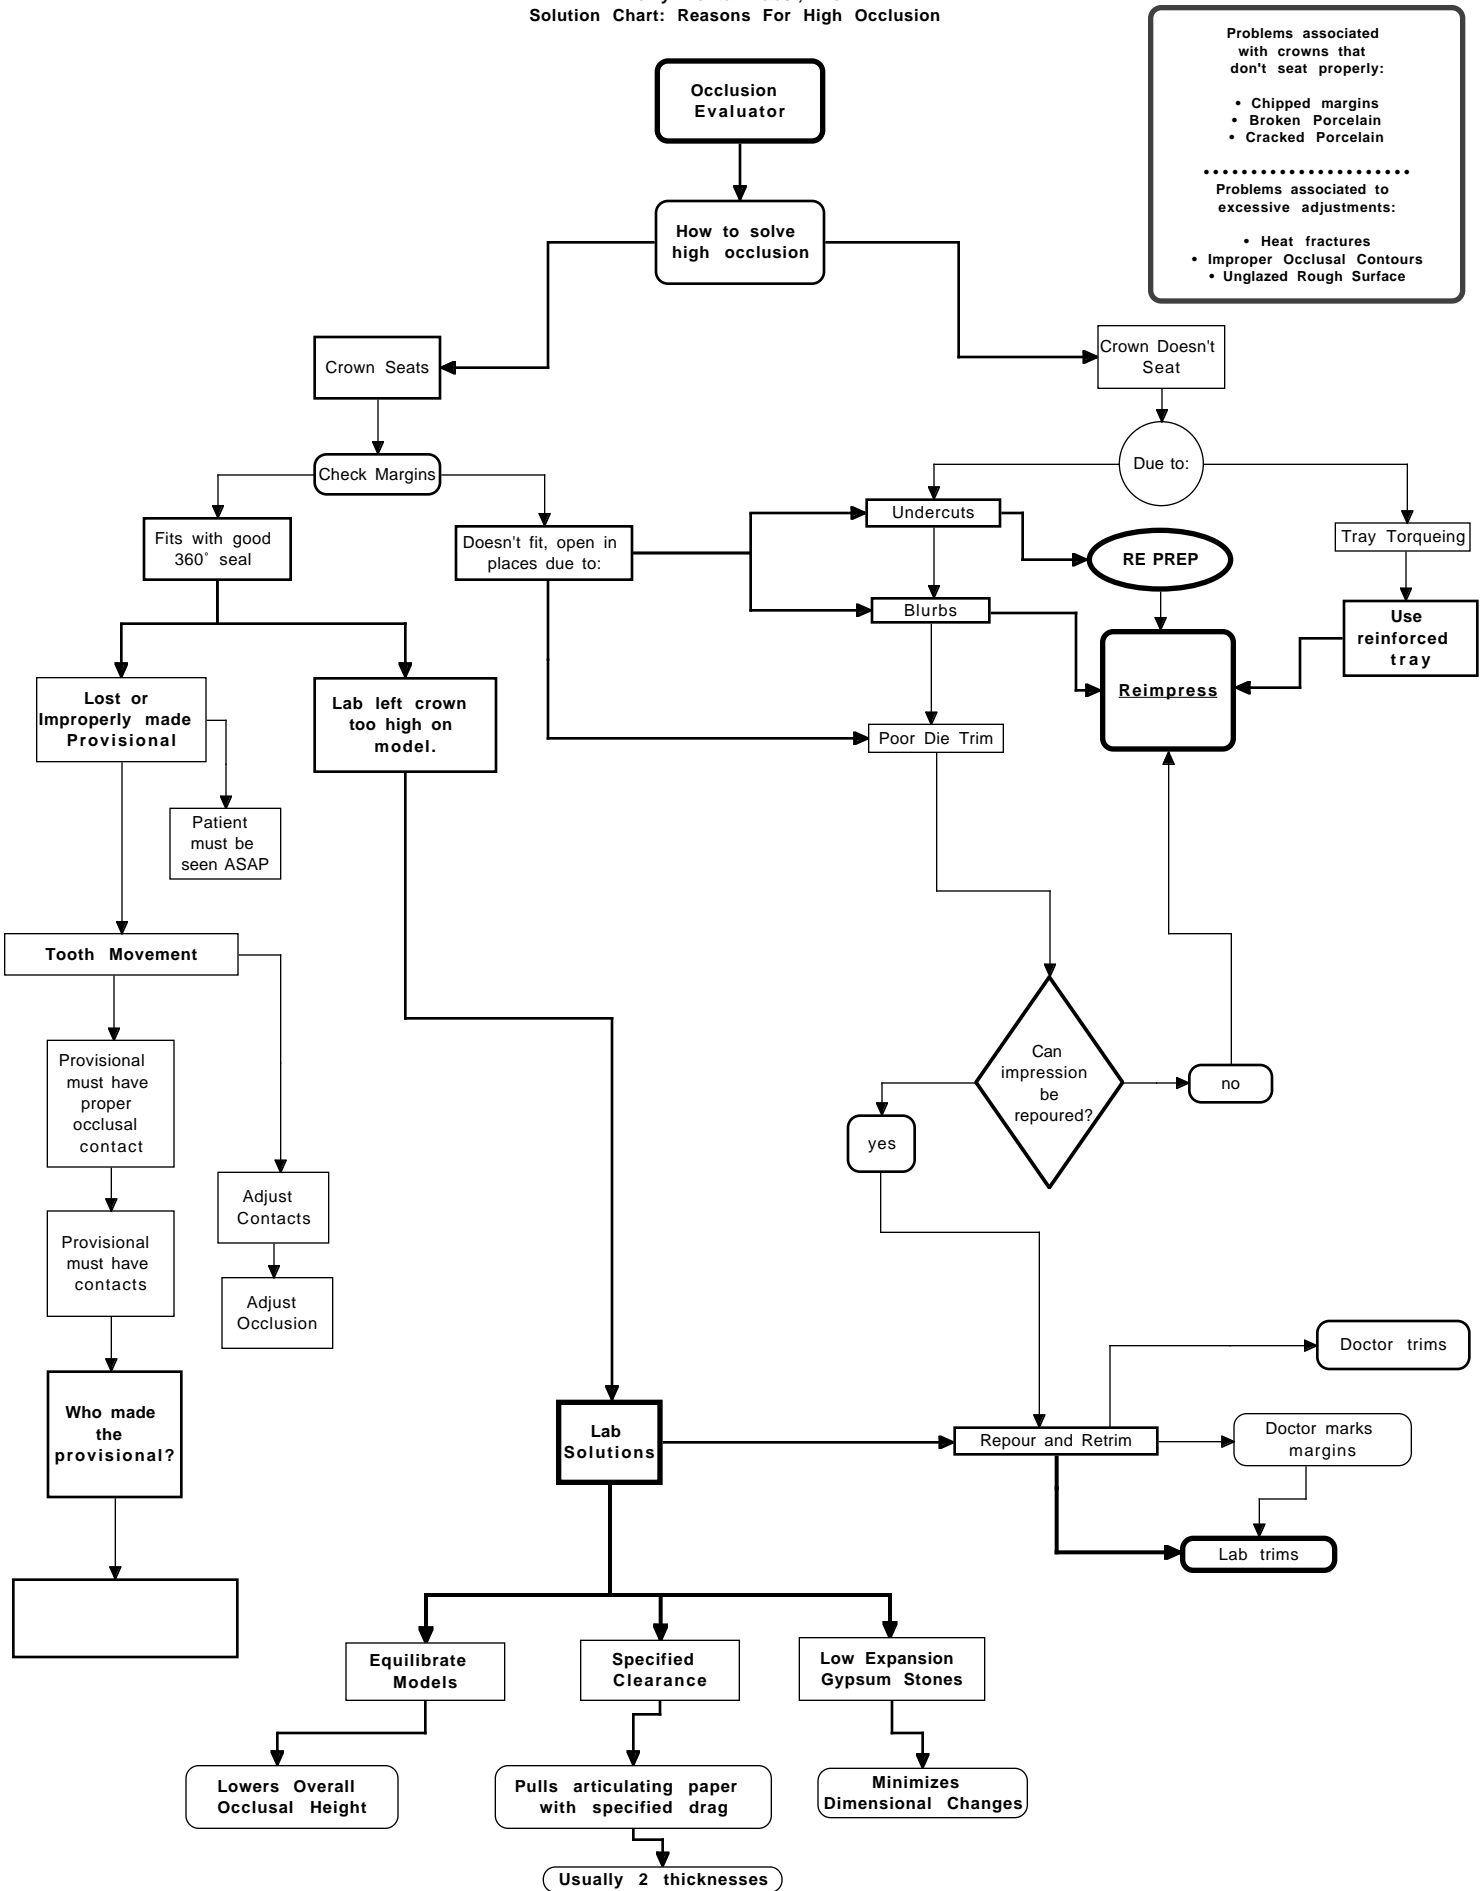 Solution Chart: Reasons For High Occlusion
Problems associated
with crowns that
don't seat properly:
• Chipped margins
• Broken Porcelain
• Cracked Porcelain
Problems associated to
excessive adjustments:
• Heat fractures
• Improper Occlusal Contours
• Unglazed Rough Surface
Occlusion
Evaluator
How to solve
high occlusion
Crown Seats
Crown Doesn't
Seat
Check Margins
Due to:
Fits with good
360° seal
Doesn't fit, open in
places due to:
Undercuts
Tray Torqueing
RE PREP
Blurbs
Use
reinforced
tray
Reimpress
Lost or
Improperly made
Provisional
Lab left crown
too high on
model.
Poor Die Trim
Patient
must be
seen ASAP
Tooth Movement
Provisional
must have
proper
occlusal
contact
Can
impression
be
repoured?
no
yes
Adjust
Contacts
Provisional
must have
contacts
Adjust
Occlusion
Doctor trims
Who made
the
provisional?
Lab
Solutions
Repour and Retrim
Doctor marks
margins
Lab trims
Equilibrate
Models
Specified
Clearance
Low Expansion
Gypsum Stones
Lowers Overall
Occlusal Height
Pulls articulating paper
with specified drag
Minimizes
Dimensional Changes
Usually 2 thicknesses